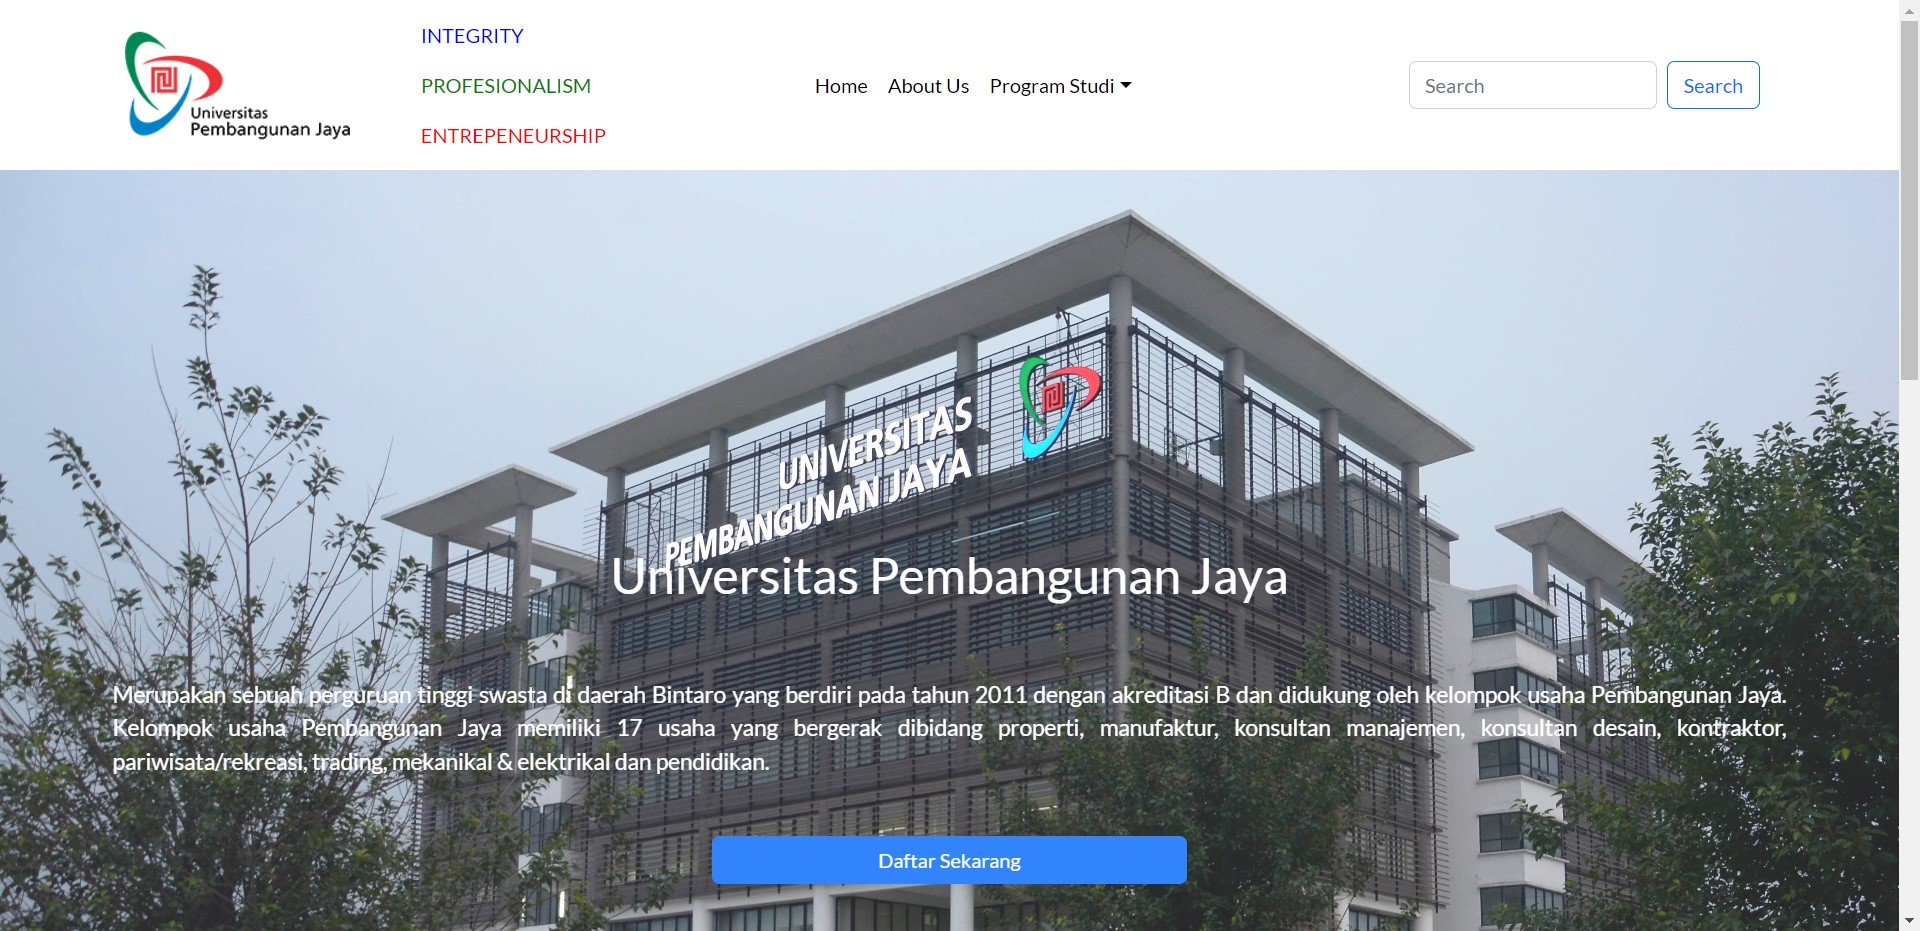 Universitas
Pembangunan Jaya
INTEGRITY
PROFESIONALISM
ENTREPENEURSHIP
Home
About Us
Program Studi
Search
Search
UNIVERSITAS
PEMBANGUNAN JAYA
Universitas Pembangunan Jaya
Merupakan sebuah perguruan tinggi swasta di daerah Bintaro yang berdiri pada tahun 2011 dengan akreditasi B dan didukung oleh kelompok usaha Pembangunan Jaya.
Kelompok usaha Pembangunan Jaya memiliki 17 usaha yang bergerak dibidang properti, manufaktur, konsultan manajemen, konsultan desain, kontraktor,
pariwisata/rekreasi, trading, mekanikal & elektrikal dan pendidikan.
Daftar Sekarang